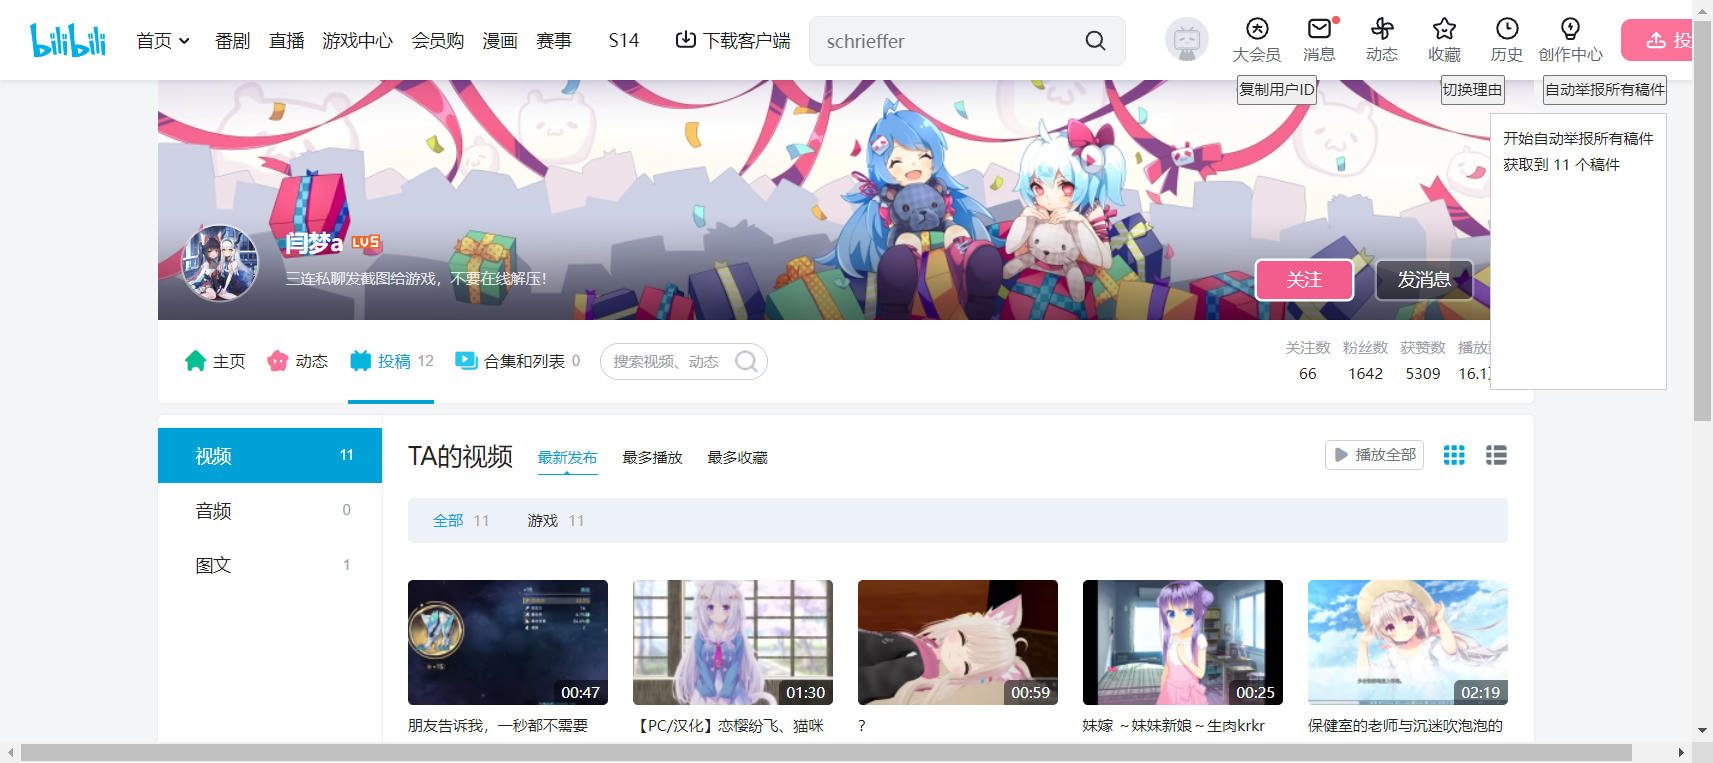 bilibili
首页
番剧
直播
游戏中心
会员购
漫画
赛事
S14
下载客户端
schrieffer
大会员
消息
动态
收藏
历史
创作中心
投
复制用户ID
切换理由
自动举报所有稿件
开始自动举报所有稿件
获取到 11 个稿件
闫梦a LV5
三连私聊发截图给游戏，不要在线解压！
关注
发消息
主页
动态
投稿 12
合集和列表 0
搜索视频、动态
关注数 粉丝数 获赞数 播放
66 1642 5309 16.1
视频 11
音频 0
图文 1
TA的视频
最新发布
最多播放
最多收藏
播放全部
全部 11
游戏 11
00:47
01:30
00:59
00:25
02:19
朋友告诉我，一秒都不需要
【PC/汉化】恋樱纷飞、猫咪
?
妹嫁 ～妹妹新娘～生肉krkr
保健室的老师与沉迷吹泡泡的